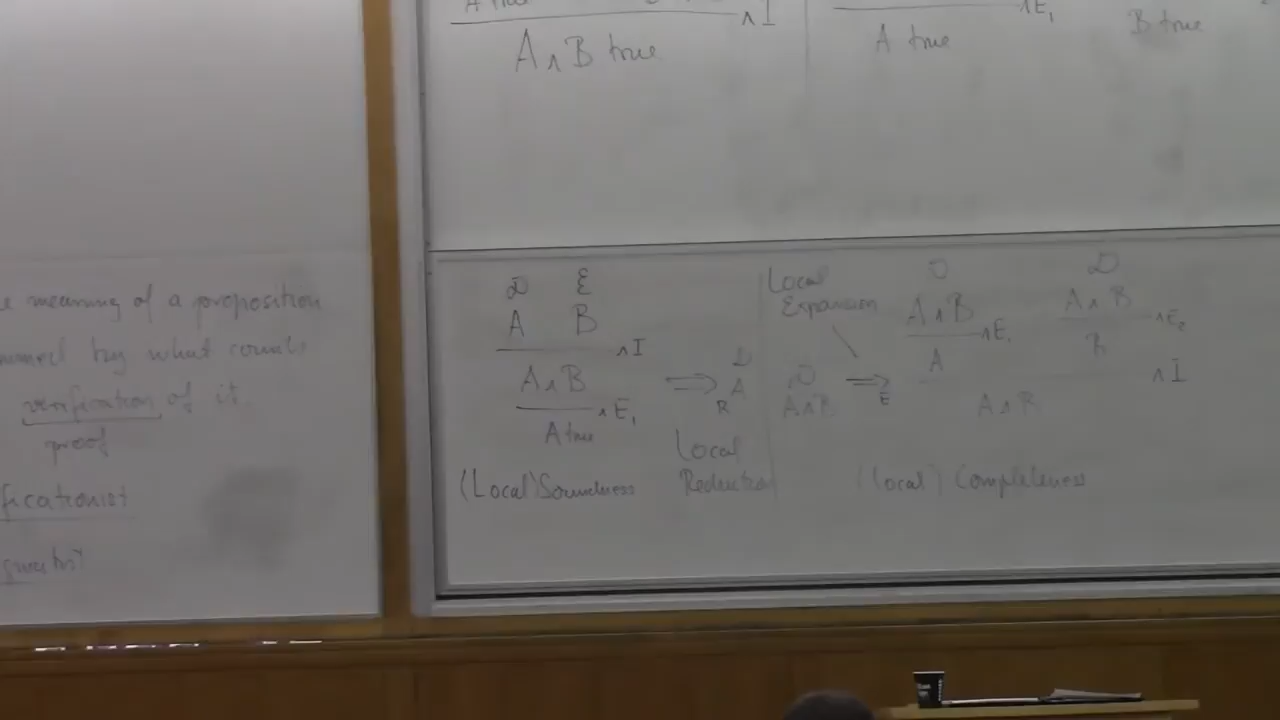 meaning of a proposition
by what counts
verification of it.
proof
A true
∧I
A∧B true
∧E₁
A true
B true
D ℰ
A B
∧I
A∧B
∧E₁
A true
(Local) Soundness
⇒R
D
A
Local
Reduction
Local
Expansion
D
A∧B
⇒E
D D
A∧B A∧B
∧E₁ ∧E₂
A B
∧I
A∧B
(Local) Completeness